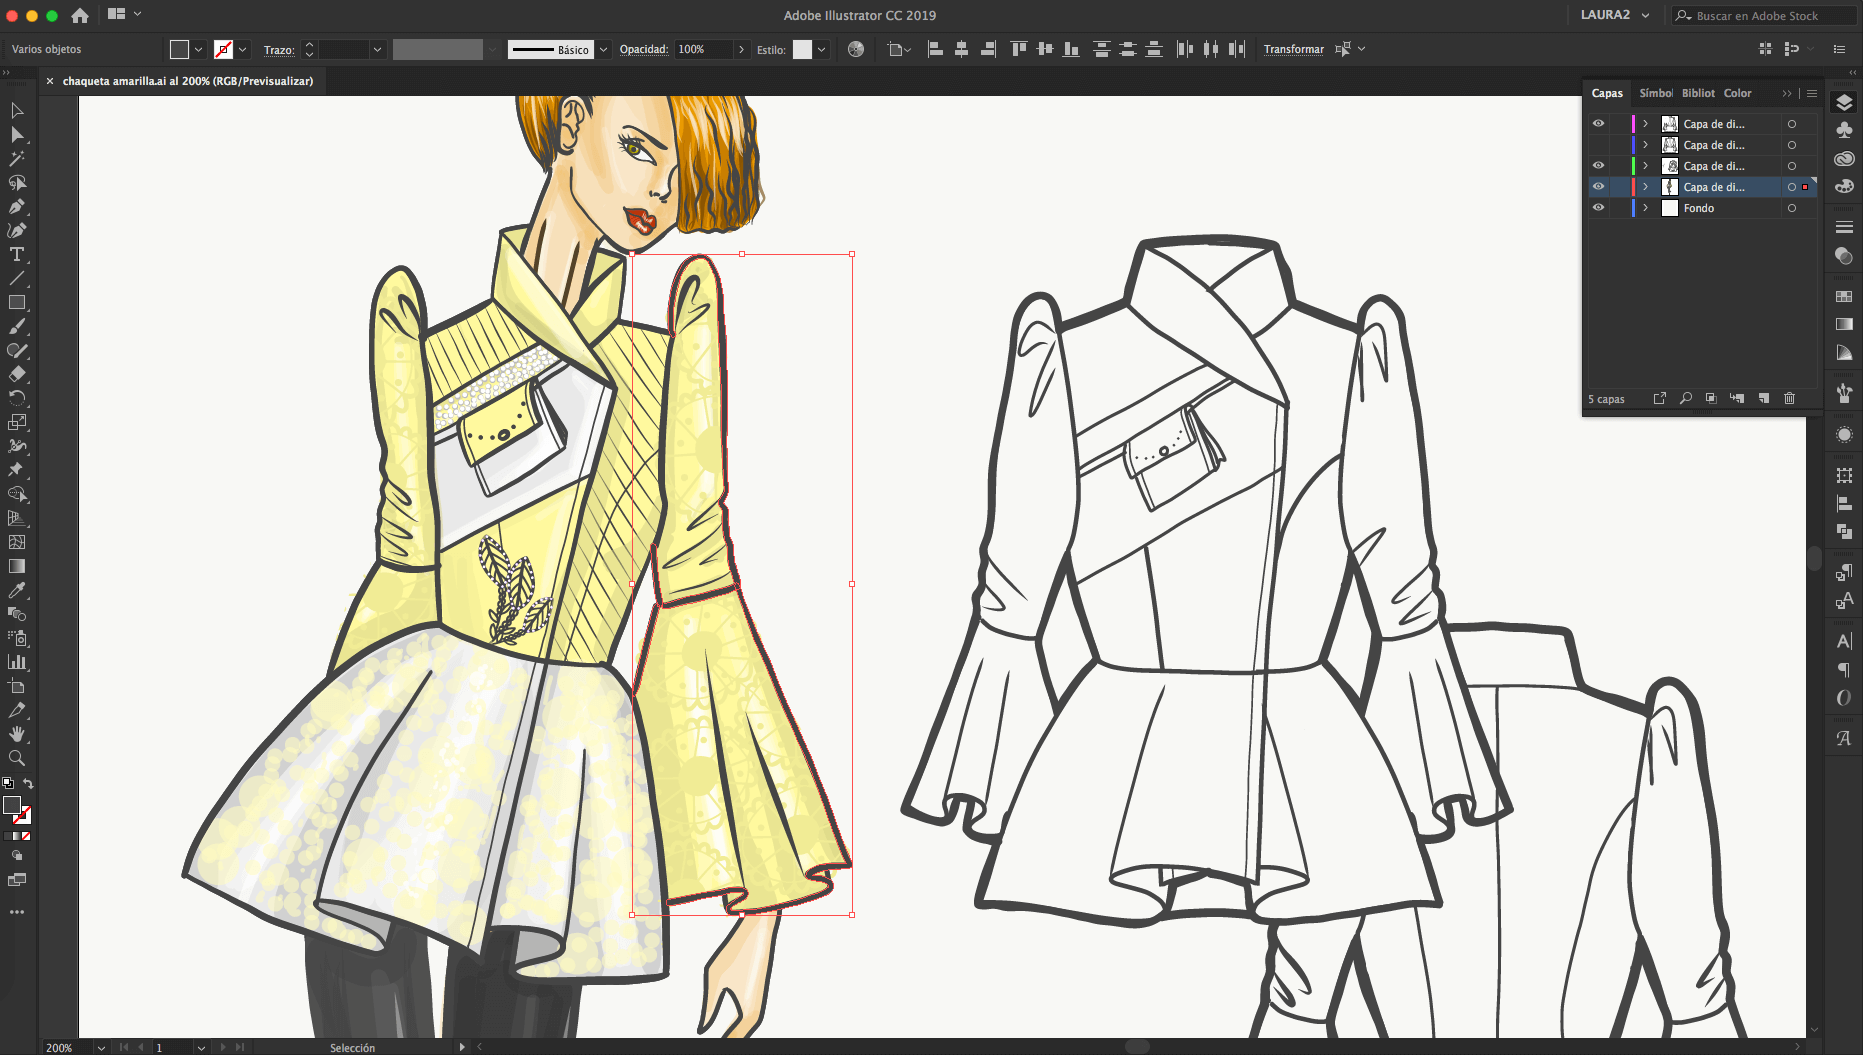 Adobe Illustrator CC 2019
LAURA2
Buscar en Adobe Stock
Varios objetos
Trazo:
Básico
Opacidad:
100%
Estilo:
Transformar
× chaqueta amarilla.ai al 200% (RGB/Previsualizar)
Capas
Símbol
Bibliot
Color
Capa de di...
Capa de di...
Capa de di...
Capa de di...
Fondo
5 capas
200%
1
Selección